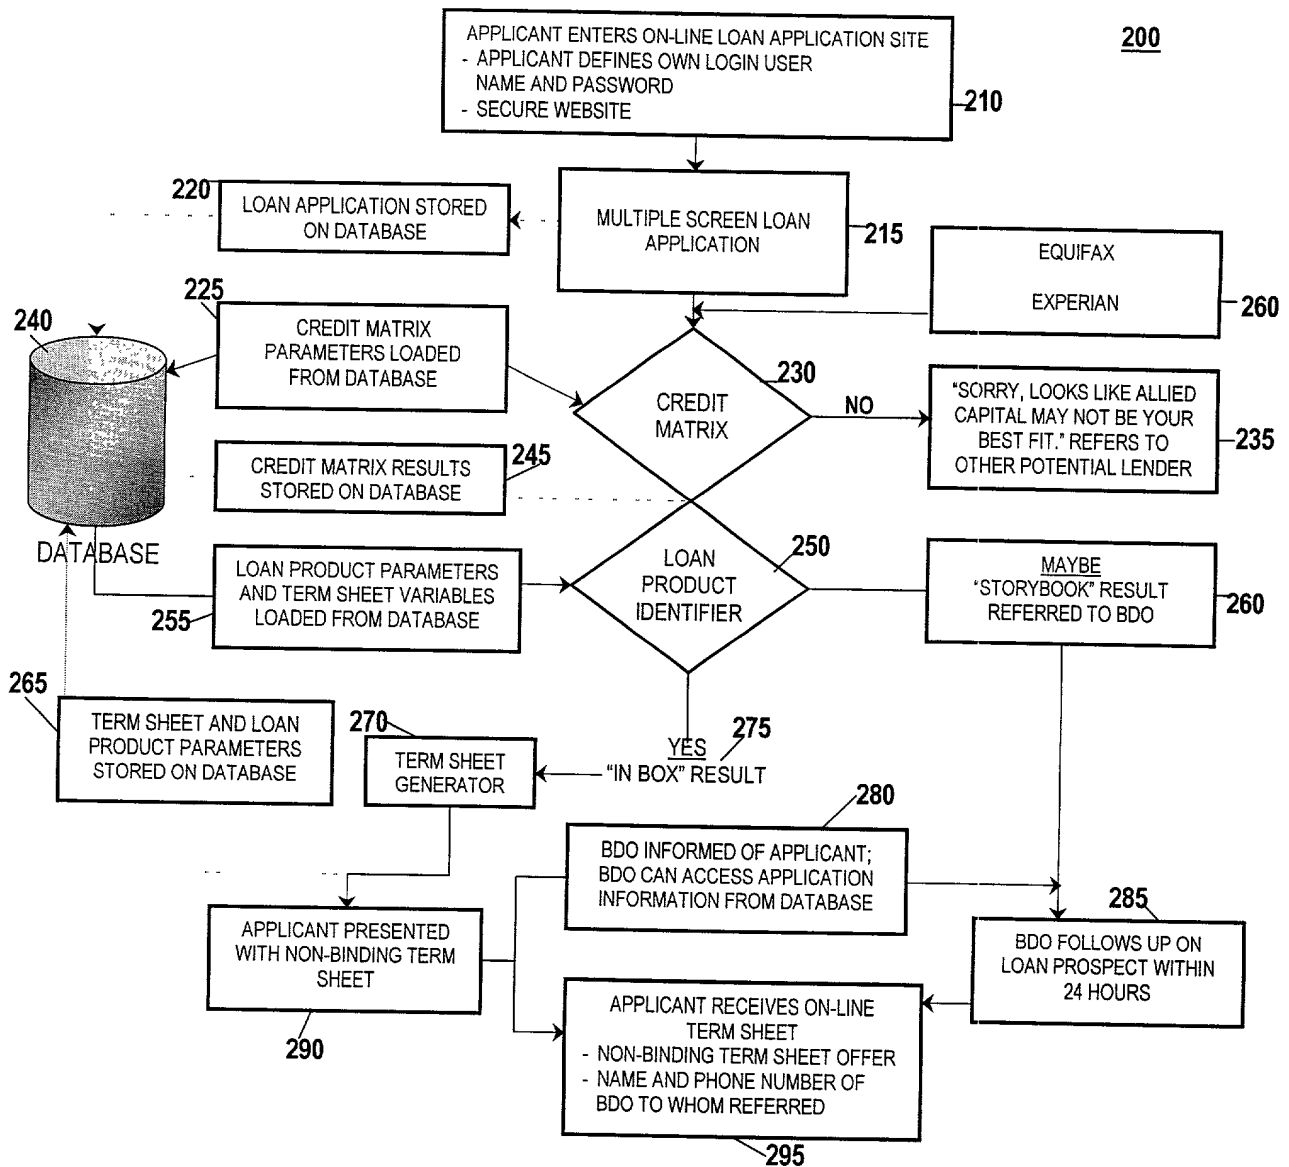 200
APPLICANT ENTERS ON-LINE LOAN APPLICATION SITE
- APPLICANT DEFINES OWN LOGIN USER
NAME AND PASSWORD
- SECURE WEBSITE
210
220
LOAN APPLICATION STORED
ON DATABASE
MULTIPLE SCREEN LOAN
APPLICATION
215
EQUIFAX
EXPERIAN
260
225
CREDIT MATRIX
PARAMETERS LOADED
FROM DATABASE
240
DATABASE
230
CREDIT
MATRIX
NO
"SORRY, LOOKS LIKE ALLIED
CAPITAL MAY NOT BE YOUR
BEST FIT." REFERS TO
OTHER POTENTIAL LENDER
235
245
CREDIT MATRIX RESULTS
STORED ON DATABASE
250
LOAN
PRODUCT
IDENTIFIER
LOAN PRODUCT PARAMETERS
AND TERM SHEET VARIABLES
LOADED FROM DATABASE
255
MAYBE
"STORYBOOK" RESULT
REFERRED TO BDO
260
265
TERM SHEET AND LOAN
PRODUCT PARAMETERS
STORED ON DATABASE
270
TERM SHEET
GENERATOR
YES
"IN BOX" RESULT
275
280
BDO INFORMED OF APPLICANT;
BDO CAN ACCESS APPLICATION
INFORMATION FROM DATABASE
285
BDO FOLLOWS UP ON
LOAN PROSPECT WITHIN
24 HOURS
APPLICANT PRESENTED
WITH NON-BINDING TERM
SHEET
290
APPLICANT RECEIVES ON-LINE
TERM SHEET
- NON-BINDING TERM SHEET OFFER
- NAME AND PHONE NUMBER OF
BDO TO WHOM REFERRED
295